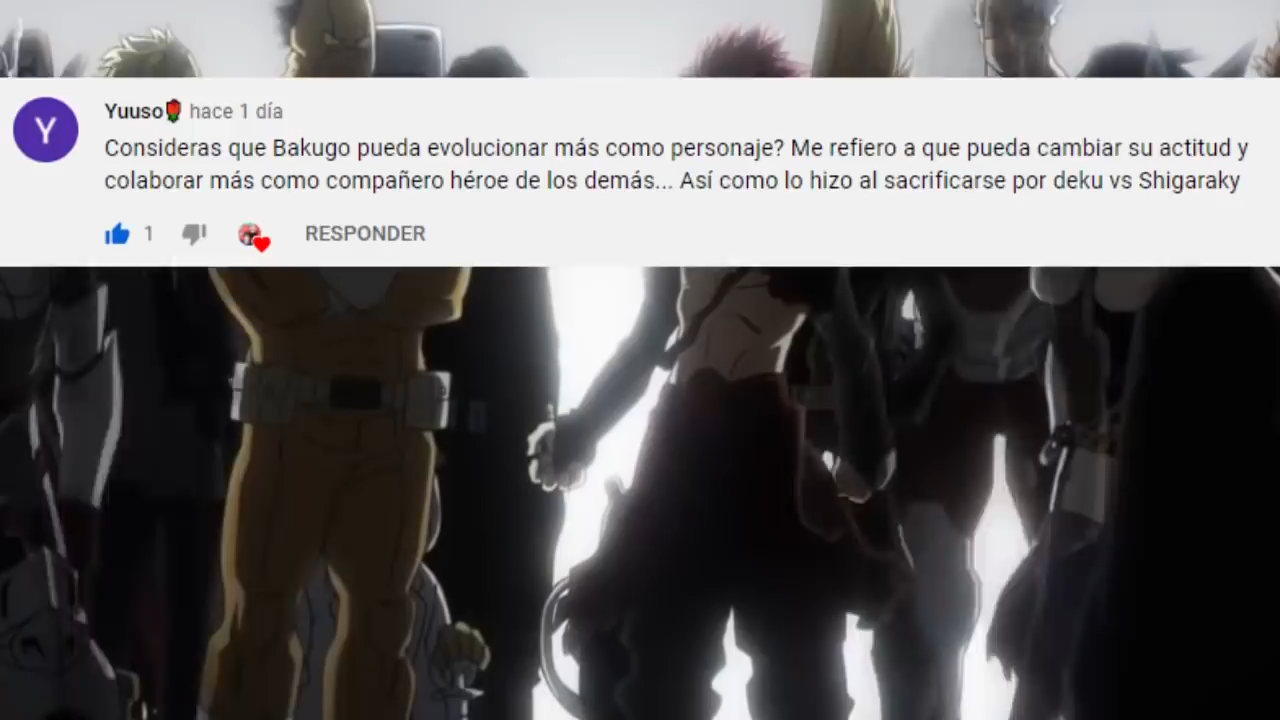 Y
Yuuso🌹 hace 1 día
Consideras que Bakugo pueda evolucionar más como personaje? Me refiero a que pueda cambiar su actitud y
colaborar más como compañero héroe de los demás... Así como lo hizo al sacrificarse por deku vs Shigaraky
1 RESPONDER